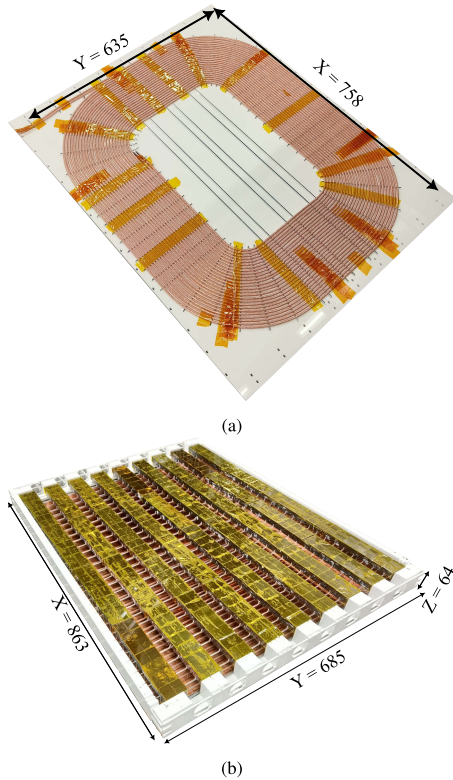 Y = 635
X = 758
(a)
X = 863
Y = 685
Z = 64
(b)